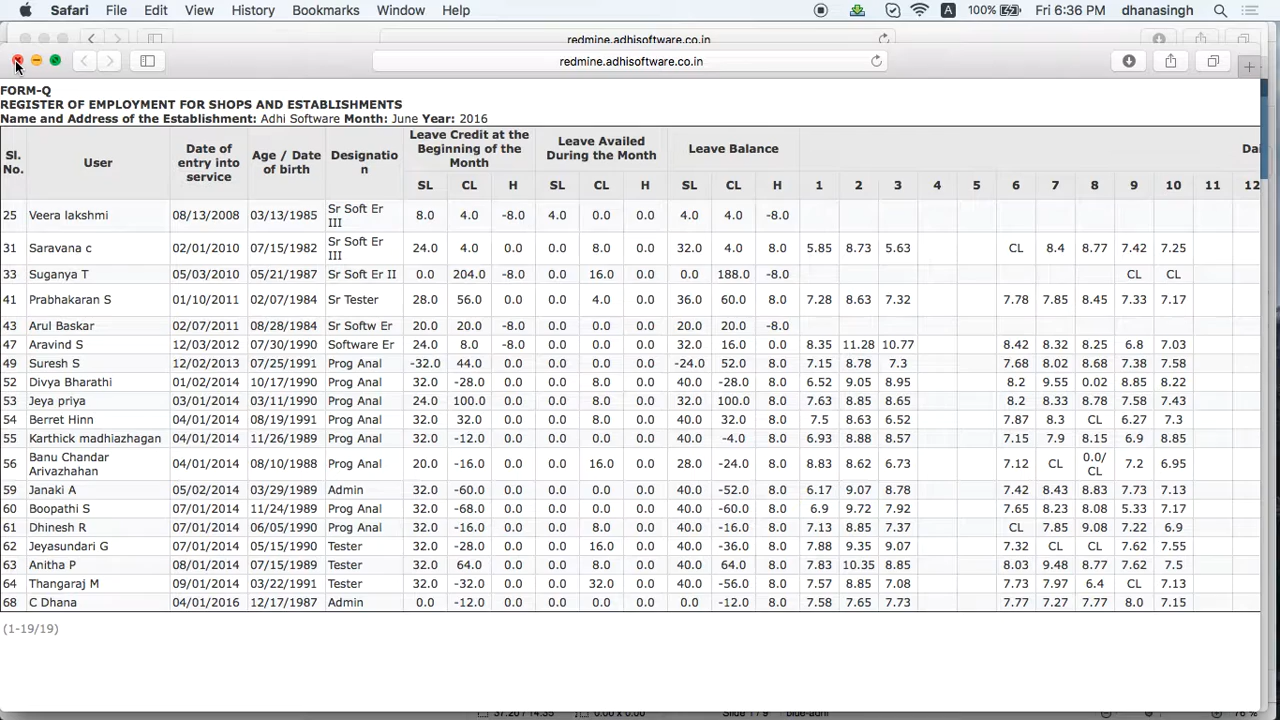 Safari File Edit View History Bookmarks Window Help A 100% Fri 6:36 PM dhanasingh
redmine.adhisoftware.co.in
redmine.adhisoftware.co.in
FORM-Q
REGISTER OF EMPLOYMENT FOR SHOPS AND ESTABLISHMENTS
Name and Address of the Establishment: Adhi Software Month: June Year: 2016
Sl. No. User Date of entry into service Age / Date of birth Designatio n Leave Credit at the Beginning of the Month Leave Availed During the Month Leave Balance Dai
SL CL H SL CL H SL CL H 1 2 3 4 5 6 7 8 9 10 11 12
25 Veera lakshmi 08/13/2008 03/13/1985 Sr Soft Er III 8.0 4.0 -8.0 4.0 0.0 0.0 4.0 4.0 -8.0
31 Saravana c 02/01/2010 07/15/1982 Sr Soft Er III 24.0 4.0 0.0 0.0 8.0 0.0 32.0 4.0 8.0 5.85 8.73 5.63 CL 8.4 8.77 7.42 7.25
33 Suganya T 05/03/2010 05/21/1987 Sr Soft Er II 0.0 204.0 -8.0 0.0 16.0 0.0 0.0 188.0 -8.0 CL CL
41 Prabhakaran S 01/10/2011 02/07/1984 Sr Tester 28.0 56.0 0.0 0.0 4.0 0.0 36.0 60.0 8.0 7.28 8.63 7.32 7.78 7.85 8.45 7.33 7.17
43 Arul Baskar 02/07/2011 08/28/1984 Sr Softw Er 20.0 20.0 -8.0 0.0 0.0 0.0 20.0 20.0 -8.0
47 Aravind S 12/03/2012 07/30/1990 Software Er 24.0 8.0 -8.0 0.0 0.0 0.0 32.0 16.0 0.0 8.35 11.28 10.77 8.42 8.32 8.25 6.8 7.03
49 Suresh S 12/02/2013 07/25/1991 Prog Anal -32.0 44.0 0.0 0.0 0.0 0.0 -24.0 52.0 8.0 7.15 8.78 7.3 7.68 8.02 8.68 7.38 7.58
52 Divya Bharathi 01/02/2014 10/17/1990 Prog Anal 32.0 -28.0 0.0 0.0 8.0 0.0 40.0 -28.0 8.0 6.52 9.05 8.95 8.2 9.55 0.02 8.85 8.22
53 Jeya priya 03/01/2014 03/11/1990 Prog Anal 24.0 100.0 0.0 0.0 8.0 0.0 32.0 100.0 8.0 7.63 8.85 8.65 8.2 8.33 8.78 7.58 7.43
54 Berret Hinn 04/01/2014 08/19/1991 Prog Anal 32.0 32.0 0.0 0.0 8.0 0.0 40.0 32.0 8.0 7.5 8.63 6.52 7.87 8.3 CL 6.27 7.3
55 Karthick madhiazhagan 04/01/2014 11/26/1989 Prog Anal 32.0 -12.0 0.0 0.0 0.0 0.0 40.0 -4.0 8.0 6.93 8.88 8.57 7.15 7.9 8.15 6.9 8.85
56 Banu Chandar Arivazhahan 04/01/2014 08/10/1988 Prog Anal 20.0 -16.0 0.0 0.0 16.0 0.0 28.0 -24.0 8.0 8.83 8.62 6.73 7.12 CL 0.0/ CL 7.2 6.95
59 Janaki A 05/02/2014 03/29/1989 Admin 32.0 -60.0 0.0 0.0 0.0 0.0 40.0 -52.0 8.0 6.17 9.07 8.78 7.42 8.43 8.83 7.73 7.13
60 Boopathi S 07/01/2014 11/24/1989 Prog Anal 32.0 -68.0 0.0 0.0 0.0 0.0 40.0 -60.0 8.0 6.9 9.72 7.92 7.65 8.23 8.08 5.33 7.17
61 Dhinesh R 07/01/2014 06/05/1990 Prog Anal 32.0 -16.0 0.0 0.0 8.0 0.0 40.0 -16.0 8.0 7.13 8.85 7.37 CL 7.85 9.08 7.22 6.9
62 Jeyasundari G 07/01/2014 05/15/1990 Tester 32.0 -28.0 0.0 0.0 16.0 0.0 40.0 -36.0 8.0 7.88 9.35 9.07 7.32 CL CL 7.62 7.55
63 Anitha P 08/01/2014 07/15/1989 Tester 32.0 64.0 0.0 0.0 8.0 0.0 40.0 64.0 8.0 7.83 10.35 8.85 8.03 9.48 8.77 7.62 7.5
64 Thangaraj M 09/01/2014 03/22/1991 Tester 32.0 -32.0 0.0 0.0 32.0 0.0 40.0 -56.0 8.0 7.57 8.85 7.08 7.73 7.97 6.4 CL 7.13
68 C Dhana 04/01/2016 12/17/1987 Admin 0.0 -12.0 0.0 0.0 0.0 0.0 0.0 -12.0 8.0 7.58 7.65 7.73 7.77 7.27 7.77 8.0 7.15
(1-19/19)